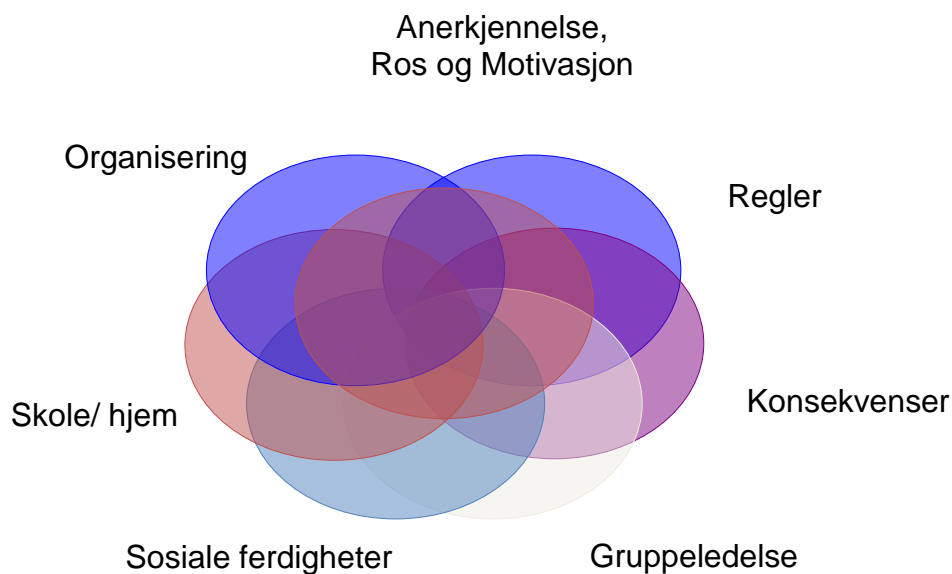 Anerkjennelse,
Ros og Motivasjon
Organisering
Regler
Skole/ hjem
Konsekvenser
Sosiale ferdigheter
Gruppeledelse